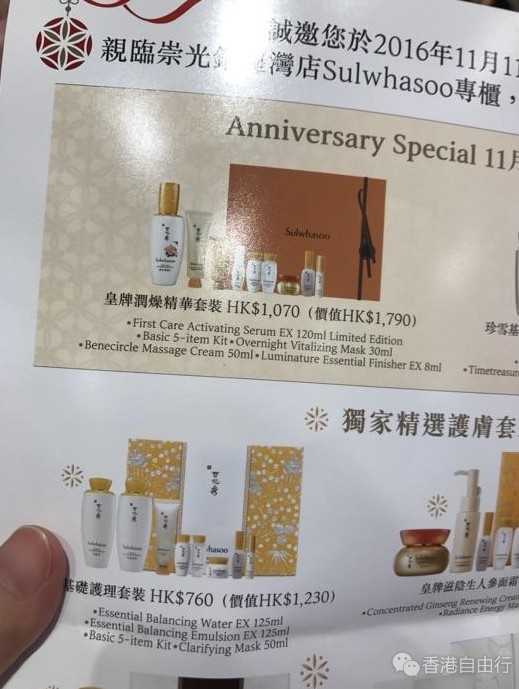 誠邀您於2016年11月11
親臨崇光銅鑼灣店Sulwhasoo專櫃，
Anniversary Special 11月
Sulwhasoo
皇牌潤燥精華套裝 HK$1,070（價值HK$1,790）
•First Care Activating Serum EX 120ml Limited Edition
•Basic 5-item Kit•Overnight Vitalizing Mask 30ml
•Benecircle Massage Cream 50ml•Luminature Essential Finisher EX 8ml
珍雪基
•Timetreasure
獨家精選護膚套
基礎護理套裝 HK$760（價值HK$1,230）
•Essential Balancing Water EX 125ml
•Essential Balancing Emulsion EX 125ml
•Basic 5-item Kit•Clarifying Mask 50ml
皇牌滋陰生人參面霜
•Concentrated Ginseng Renewing Crea
•Radiance Energy Ma
香港自由行